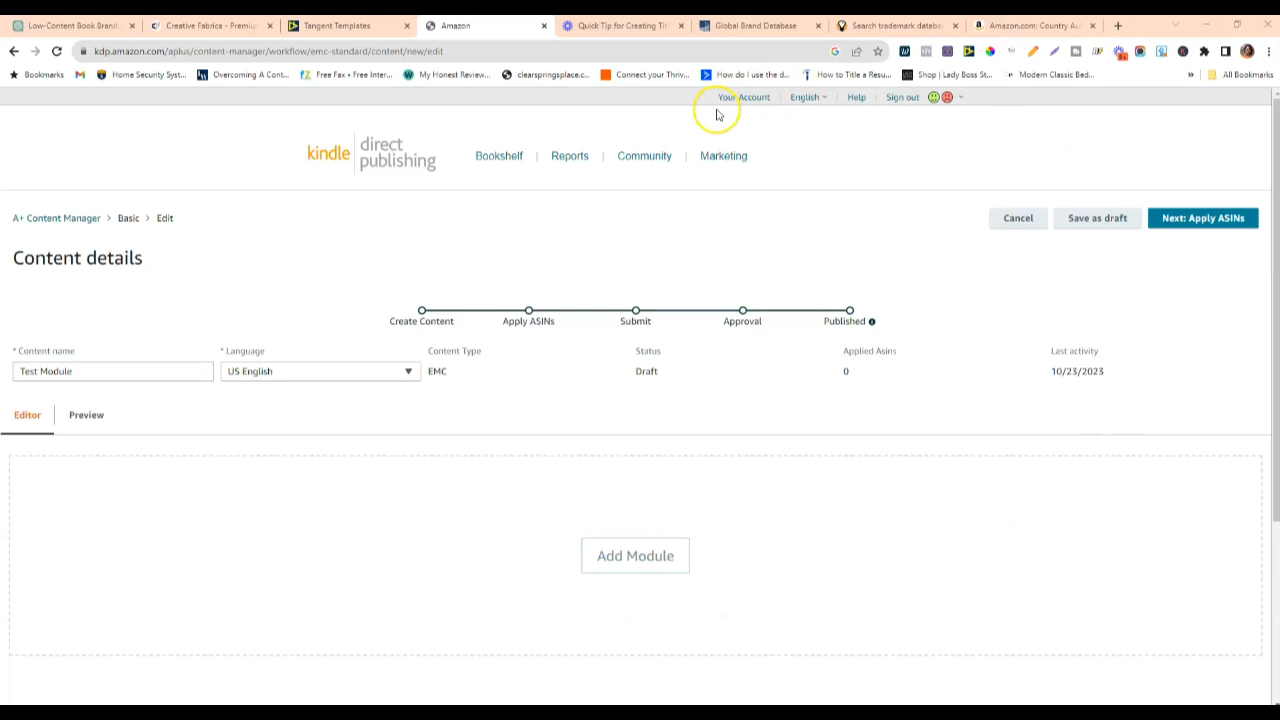 Low-Content Book Brand
Creative Fabrica - Premiu
Tangent Templates
Amazon
Quick Tip for Creating Titl
Global Brand Database
Search trademark databa
Amazon.com: Country Au
kdp.amazon.com/aplus/content-manager/workflow/emc-standard/content/new/edit
Bookmarks
Home Security Syst...
Overcoming A Cont...
Free Fax • Free Inter...
My Honest Review...
clearspringsplace.c...
Connect your Thriv...
How do I use the d...
How to Title a Resu...
Shop | Lady Boss St...
Modern Classic Bed...
»
All Bookmarks
Your Account
English
Help
Sign out
kindle direct publishing
Bookshelf
Reports
Community
Marketing
A+ Content Manager > Basic > Edit
Cancel
Save as draft
Next: Apply ASINs
Content details
Create Content
Apply ASINs
Submit
Approval
Published
* Content name
* Language
Content Type
Status
Applied Asins
Last activity
Test Module
US English
EMC
Draft
0
10/23/2023
Editor
Preview
Add Module